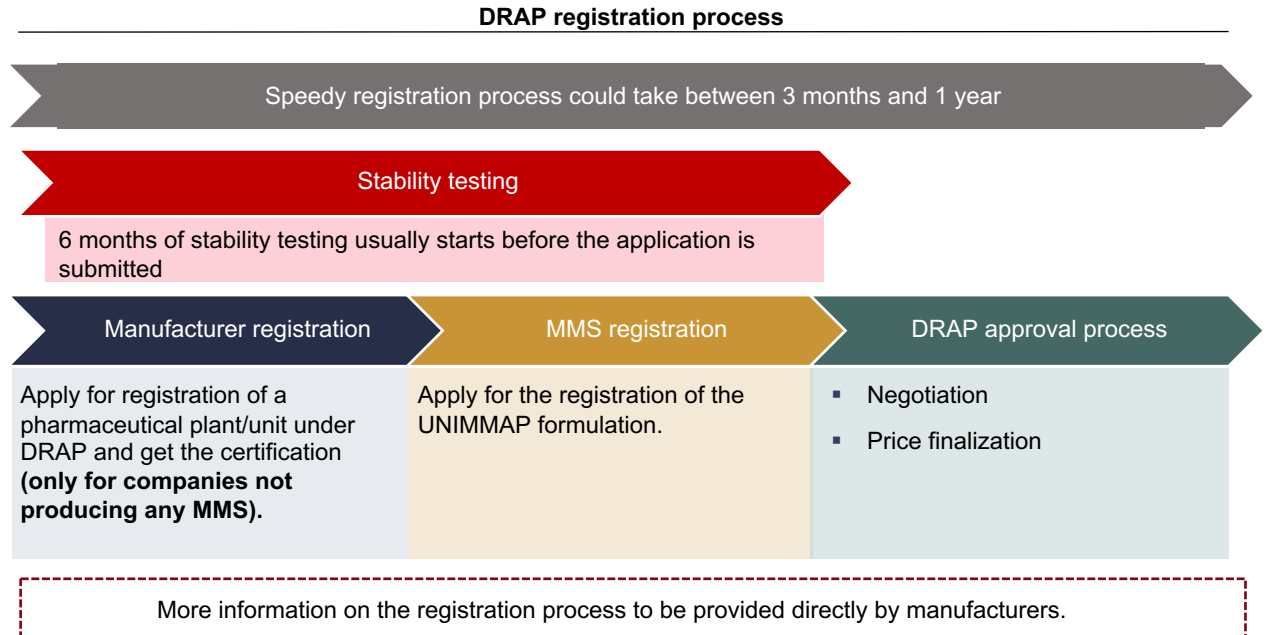 DRAP registration process
Speedy registration process could take between 3 months and 1 year
Stability testing
6 months of stability testing usually starts before the application is
submitted
Manufacturer registration
MMS registration
DRAP approval process
Apply for registration of a
pharmaceutical plant/unit under
DRAP and get the certification
(only for companies not
producing any MMS).
Apply for the registration of the
UNIMMAP formulation.
▪ Negotiation
▪ Price finalization
More information on the registration process to be provided directly by manufacturers.